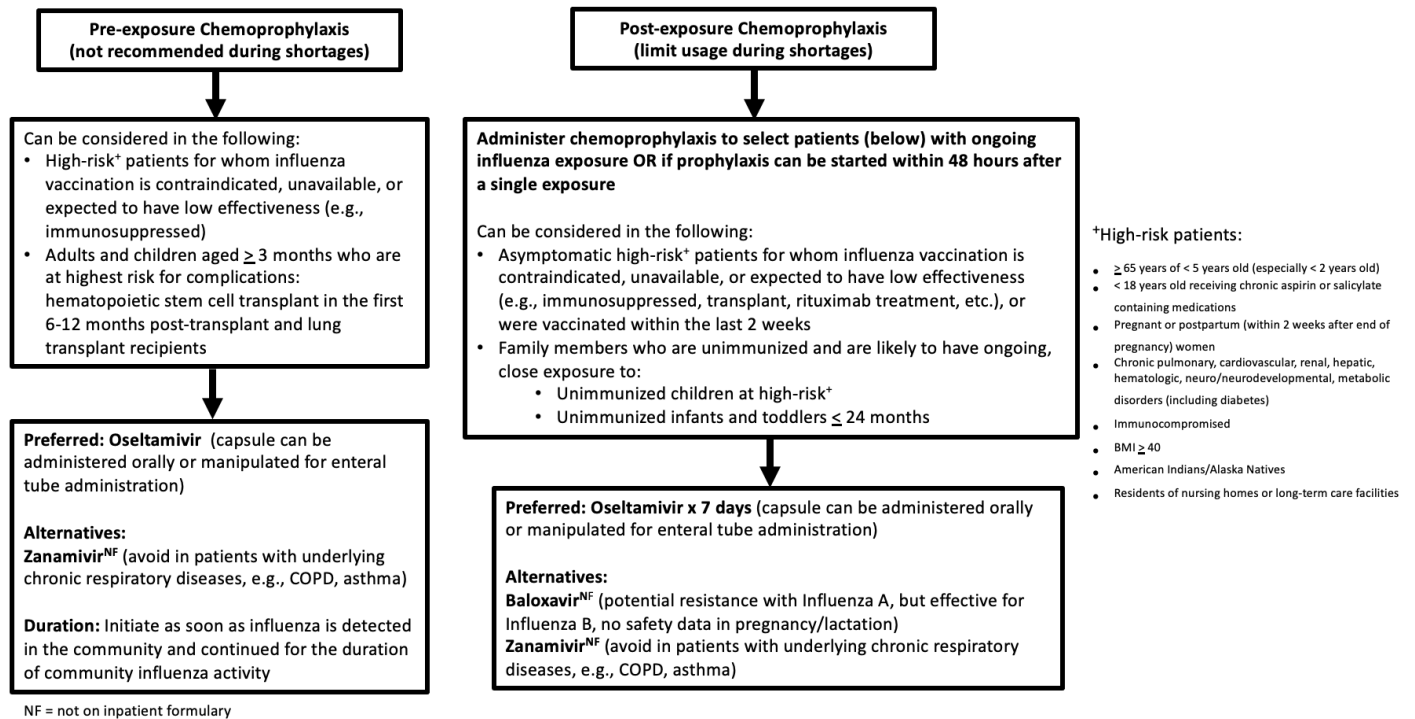 Pre-exposure Chemoprophylaxis
(not recommended during shortages)
Can be considered in the following:
• High-risk⁺ patients for whom influenza
vaccination is contraindicated, unavailable, or
expected to have low effectiveness (e.g.,
immunosuppressed)
• Adults and children aged ≥ 3 months who are
at highest risk for complications:
hematopoietic stem cell transplant in the first
6-12 months post-transplant and lung
transplant recipients
Preferred: Oseltamivir (capsule can be
administered orally or manipulated for enteral
tube administration)
Alternatives:
Zanamivirᴺᶠ (avoid in patients with underlying
chronic respiratory diseases, e.g., COPD, asthma)
Duration: Initiate as soon as influenza is detected
in the community and continued for the duration
of community influenza activity
NF = not on inpatient formulary
Post-exposure Chemoprophylaxis
(limit usage during shortages)
Administer chemoprophylaxis to select patients (below) with ongoing
influenza exposure OR if prophylaxis can be started within 48 hours after
a single exposure
Can be considered in the following:
• Asymptomatic high-risk⁺ patients for whom influenza vaccination is
contraindicated, unavailable, or expected to have low effectiveness
(e.g., immunosuppressed, transplant, rituximab treatment, etc.), or
were vaccinated within the last 2 weeks
• Family members who are unimmunized and are likely to have ongoing,
close exposure to:
• Unimmunized children at high-risk⁺
• Unimmunized infants and toddlers ≤ 24 months
Preferred: Oseltamivir x 7 days (capsule can be administered orally
or manipulated for enteral tube administration)
Alternatives:
Baloxavirᴺᶠ (potential resistance with Influenza A, but effective for
Influenza B, no safety data in pregnancy/lactation)
Zanamivirᴺᶠ (avoid in patients with underlying chronic respiratory
diseases, e.g., COPD, asthma)
⁺High-risk patients:
• ≥ 65 years of < 5 years old (especially < 2 years old)
• < 18 years old receiving chronic aspirin or salicylate
containing medications
• Pregnant or postpartum (within 2 weeks after end of
pregnancy) women
• Chronic pulmonary, cardiovascular, renal, hepatic,
hematologic, neuro/neurodevelopmental, metabolic
disorders (including diabetes)
• Immunocompromised
• BMI ≥ 40
• American Indians/Alaska Natives
• Residents of nursing homes or long-term care facilities